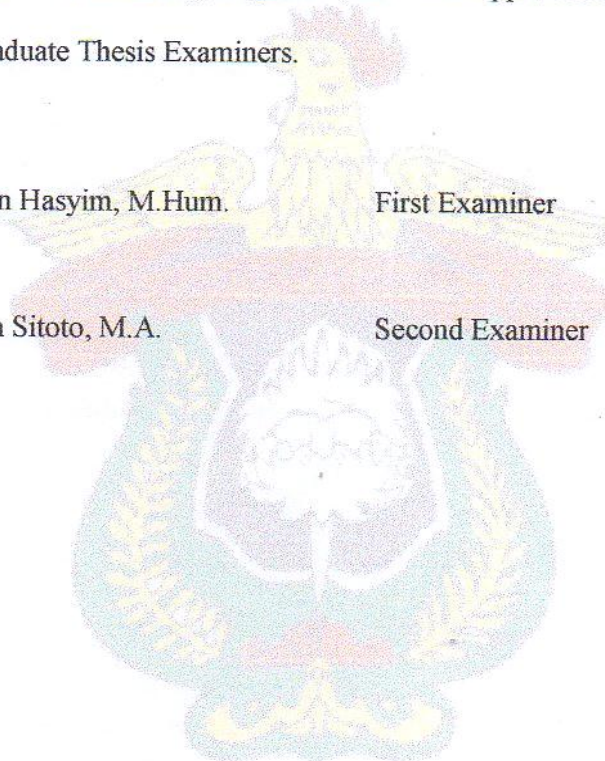 aduate Thesis Examiners.
n Hasyim, M.Hum. First Examiner
Sitoto, M.A. Second Examiner